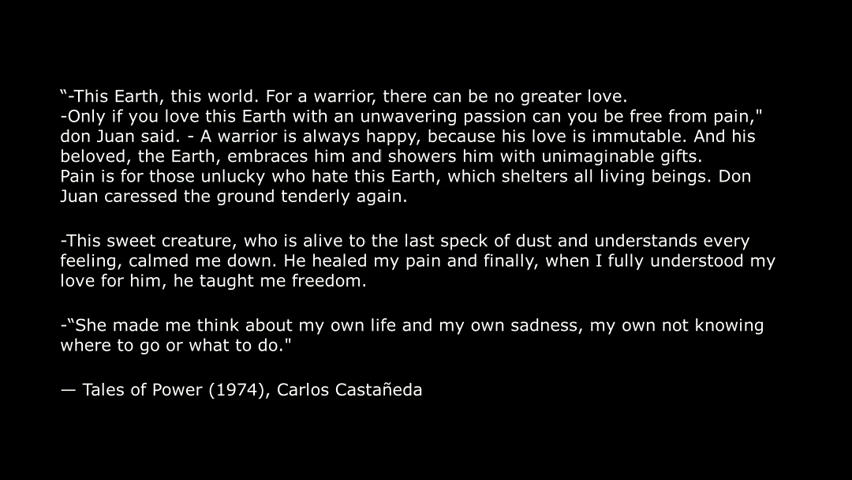 “-This Earth, this world. For a warrior, there can be no greater love.
-Only if you love this Earth with an unwavering passion can you be free from pain,"
don Juan said. - A warrior is always happy, because his love is immutable. And his
beloved, the Earth, embraces him and showers him with unimaginable gifts.
Pain is for those unlucky who hate this Earth, which shelters all living beings. Don
Juan caressed the ground tenderly again.
-This sweet creature, who is alive to the last speck of dust and understands every
feeling, calmed me down. He healed my pain and finally, when I fully understood my
love for him, he taught me freedom.
-“She made me think about my own life and my own sadness, my own not knowing
where to go or what to do."
— Tales of Power (1974), Carlos Castañeda